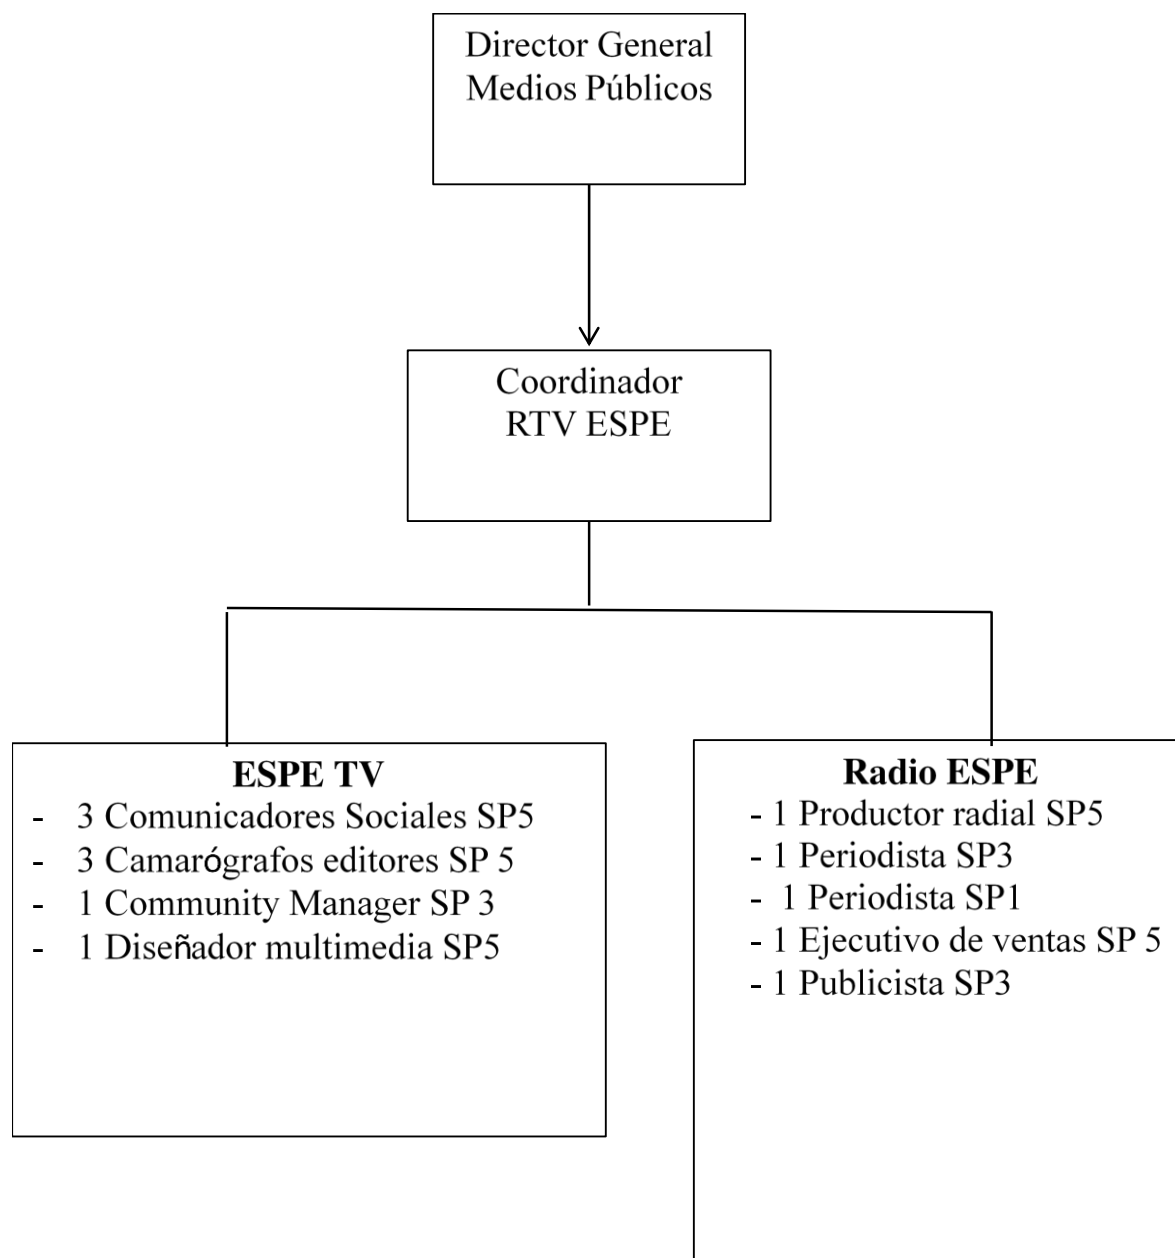 Director General
Medios Públicos
Coordinador
RTV ESPE
ESPE TV
- 3 Comunicadores Sociales SP5
- 3 Camarógrafos editores SP 5
- 1 Community Manager SP 3
- 1 Diseñador multimedia SP5
Radio ESPE
- 1 Productor radial SP5
- 1 Periodista SP3
- 1 Periodista SP1
- 1 Ejecutivo de ventas SP 5
- 1 Publicista SP3